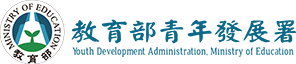 MINISTRY OF EDUCATION
教育部
教育部青年發展署
Youth Development Administration, Ministry of Education